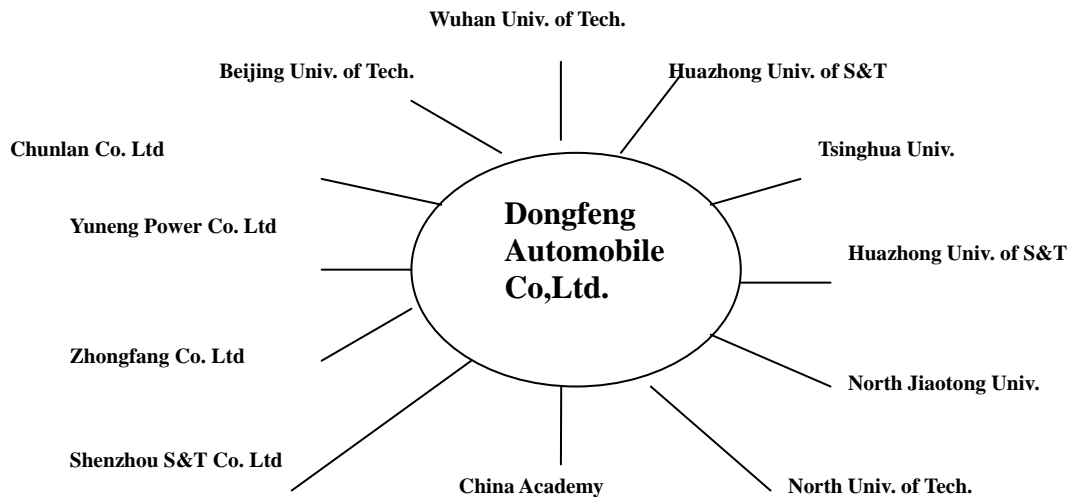 Wuhan Univ. of Tech.
Beijing Univ. of Tech.
Huazhong Univ. of S&T
Chunlan Co. Ltd
Tsinghua Univ.
Dongfeng
Automobile
Co,Ltd.
Yuneng Power Co. Ltd
Huazhong Univ. of S&T
Zhongfang Co. Ltd
North Jiaotong Univ.
Shenzhou S&T Co. Ltd
China Academy
North Univ. of Tech.